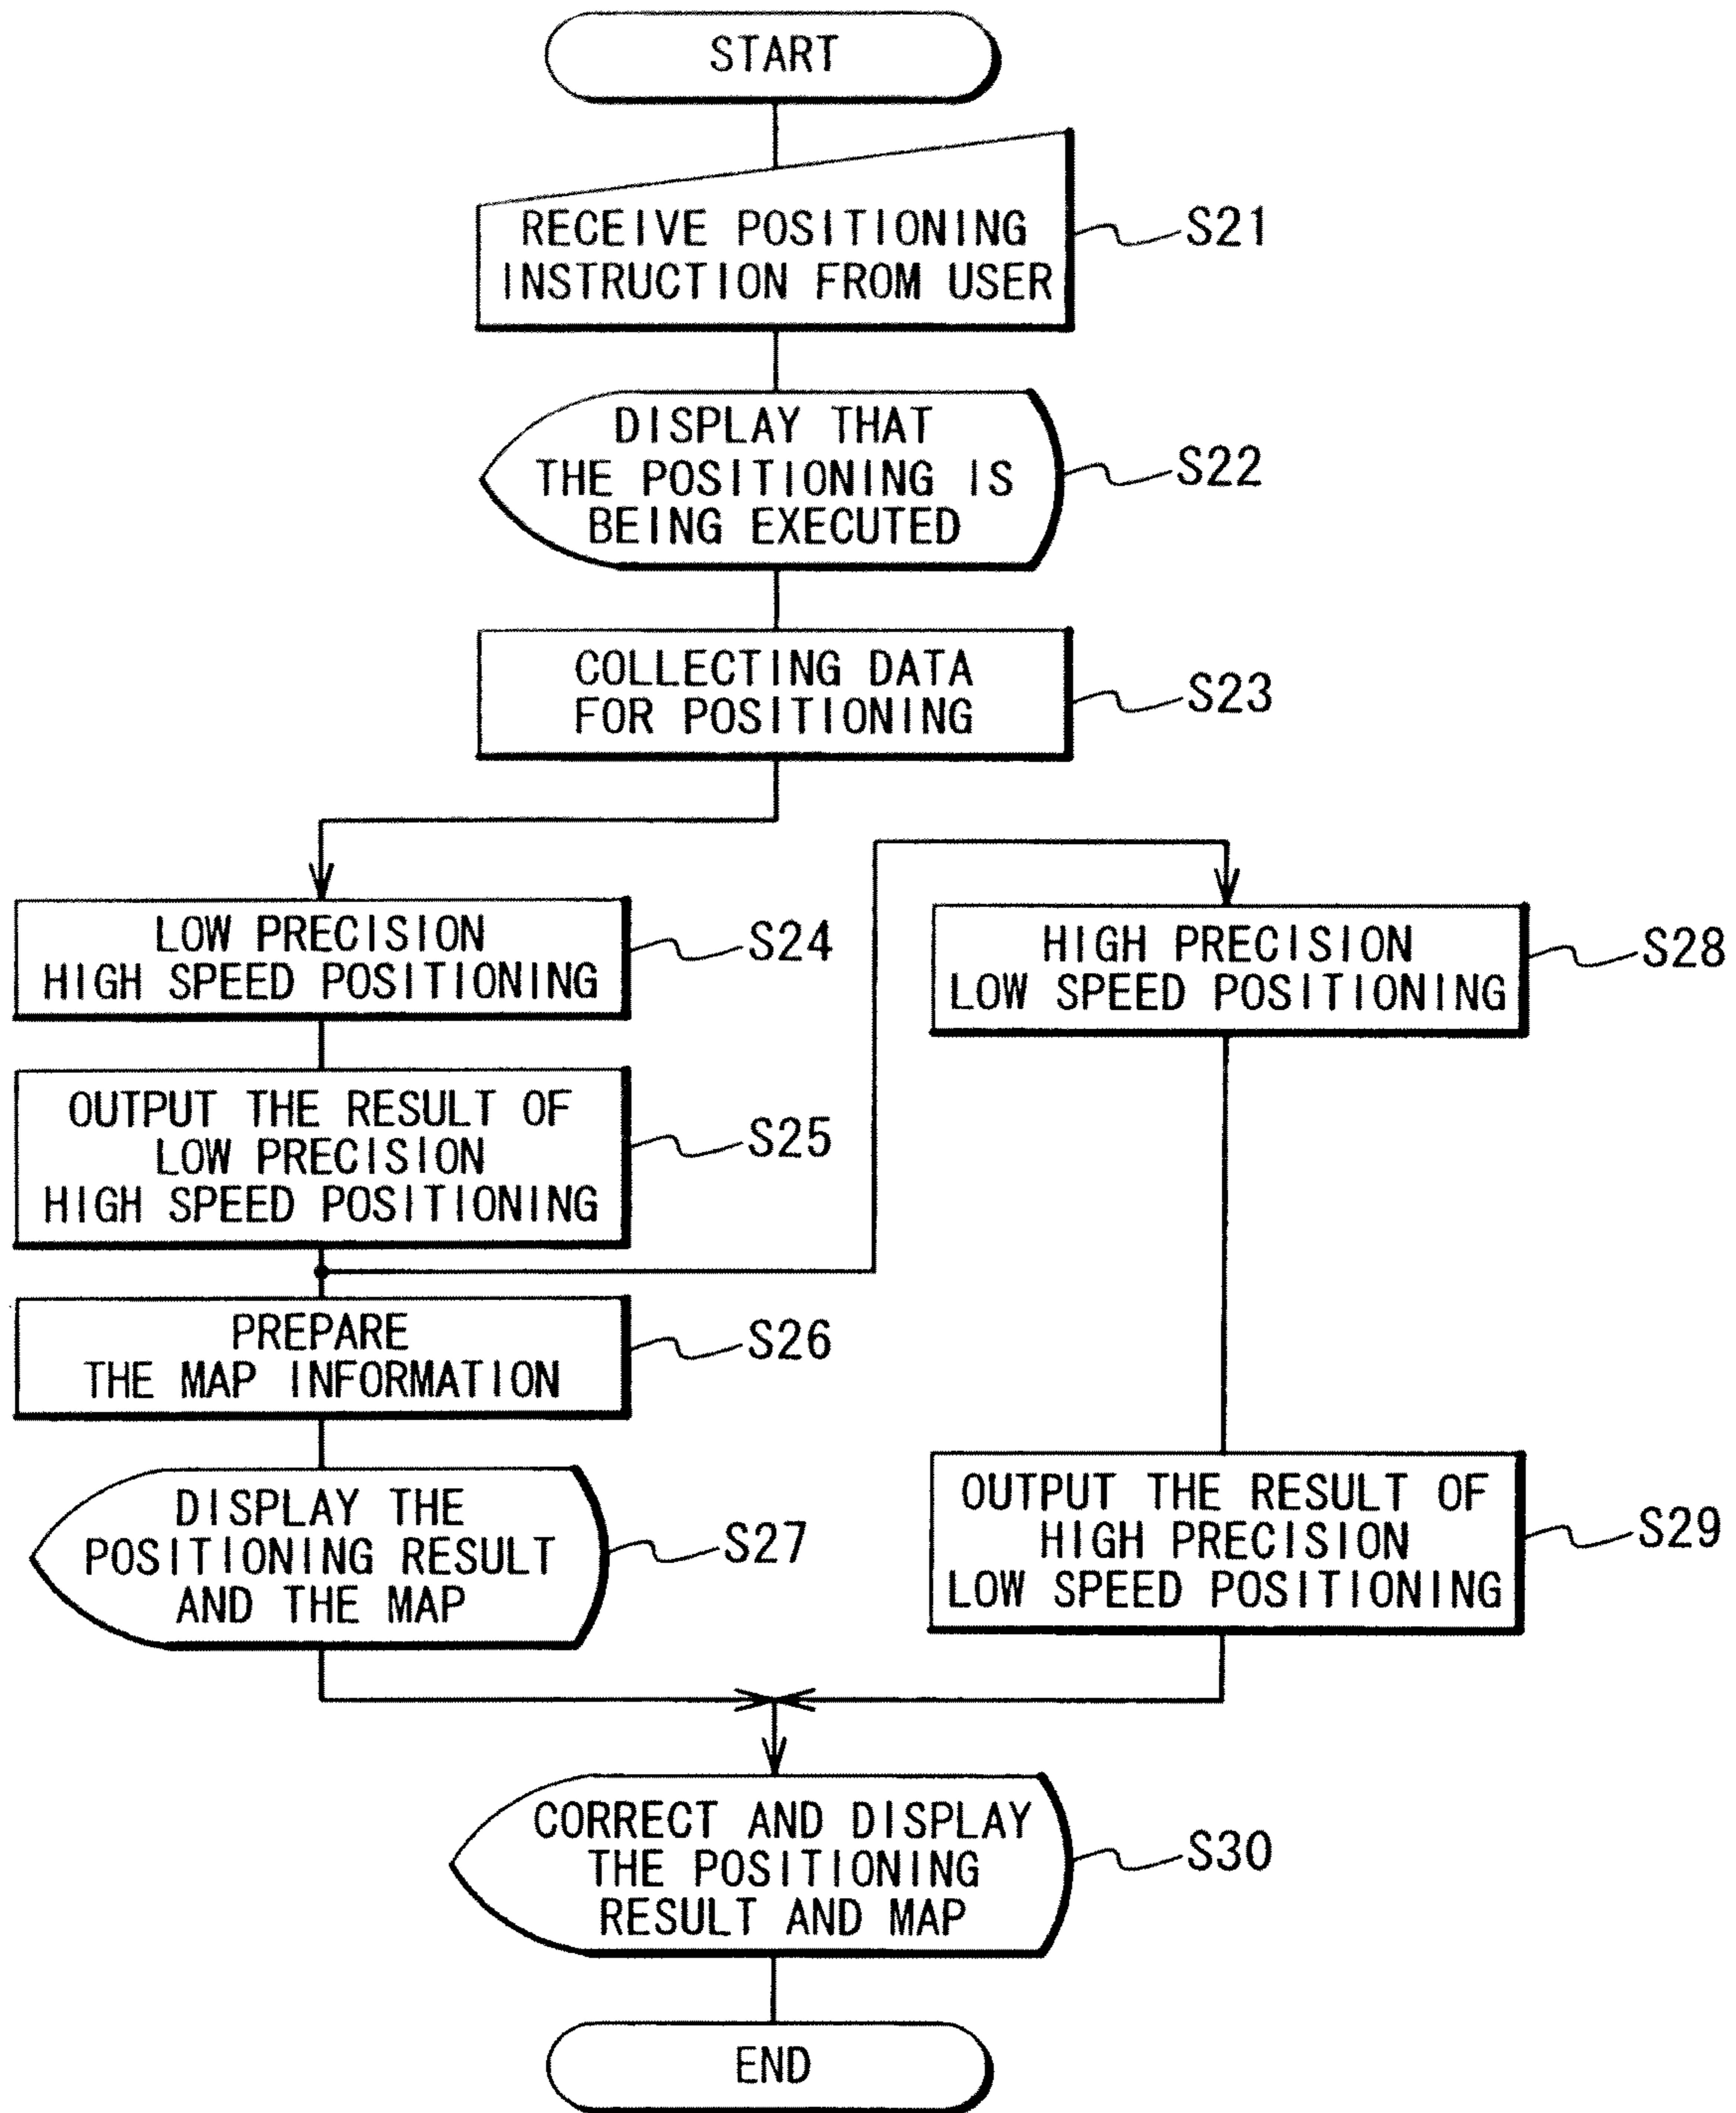 START
RECEIVE POSITIONING
INSTRUCTION FROM USER
S21
DISPLAY THAT
THE POSITIONING IS
BEING EXECUTED
S22
COLLECTING DATA
FOR POSITIONING
S23
LOW PRECISION
HIGH SPEED POSITIONING
S24
OUTPUT THE RESULT OF
LOW PRECISION
HIGH SPEED POSITIONING
S25
PREPARE
THE MAP INFORMATION
S26
DISPLAY THE
POSITIONING RESULT
AND THE MAP
S27
HIGH PRECISION
LOW SPEED POSITIONING
S28
OUTPUT THE RESULT OF
HIGH PRECISION
LOW SPEED POSITIONING
S29
CORRECT AND DISPLAY
THE POSITIONING
RESULT AND MAP
S30
END